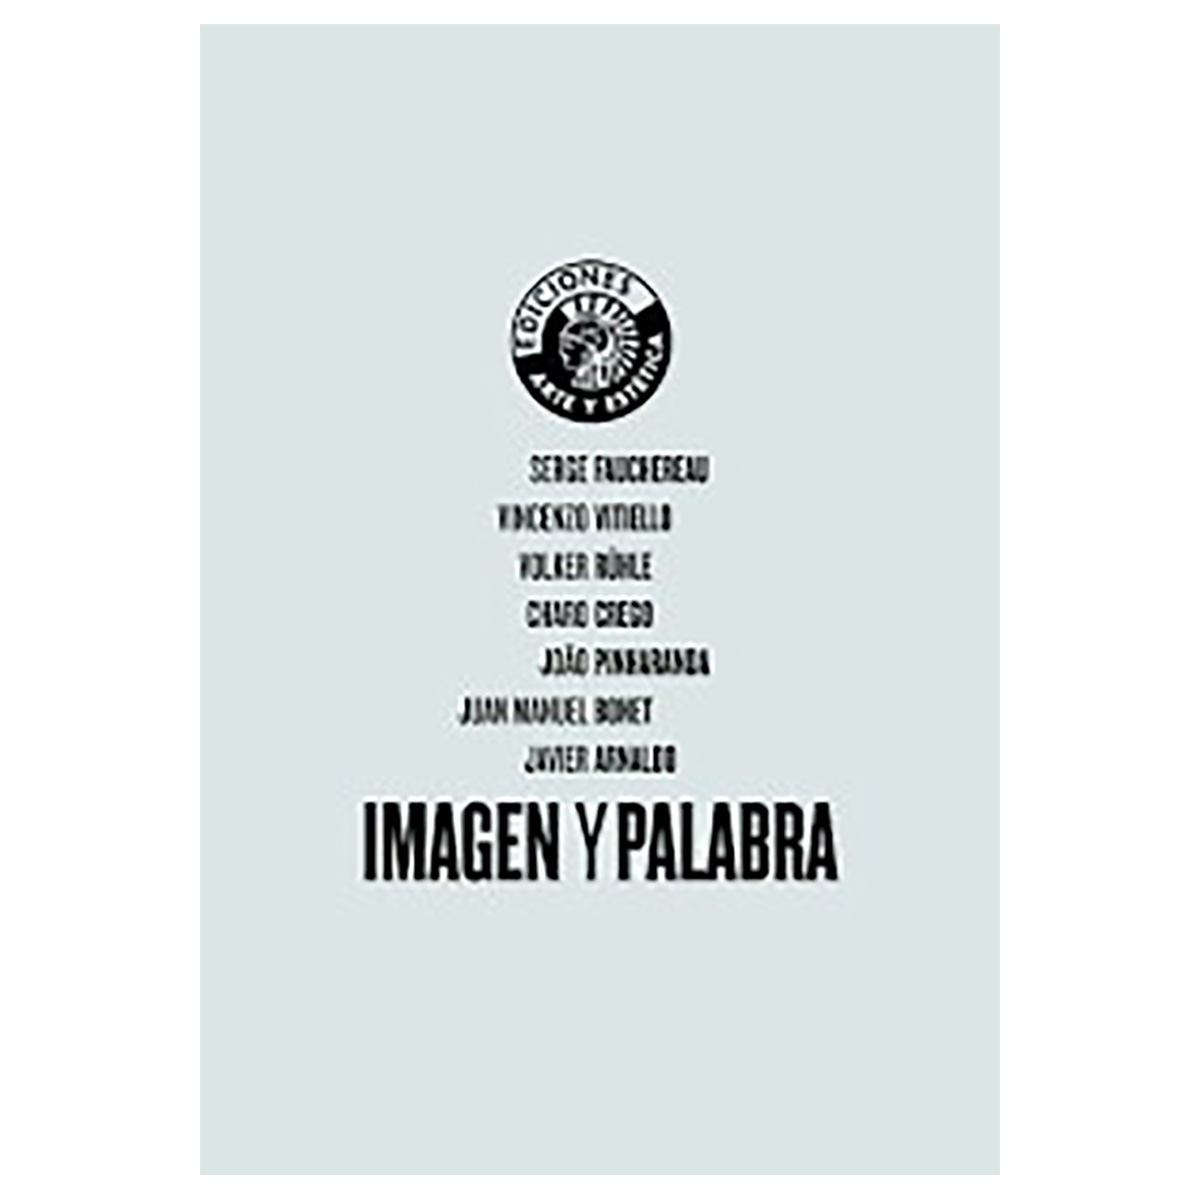 EDICIONES
ARTE Y ESTÉTICA
SERGE FAUCHEREAU
VINCENZO VITIELLO
VOLKER RÜHLE
CHARO CREGO
JOÃO PINHARANDA
JUAN MANUEL BONET
JAVIER ARNALDO
IMAGEN Y PALABRA